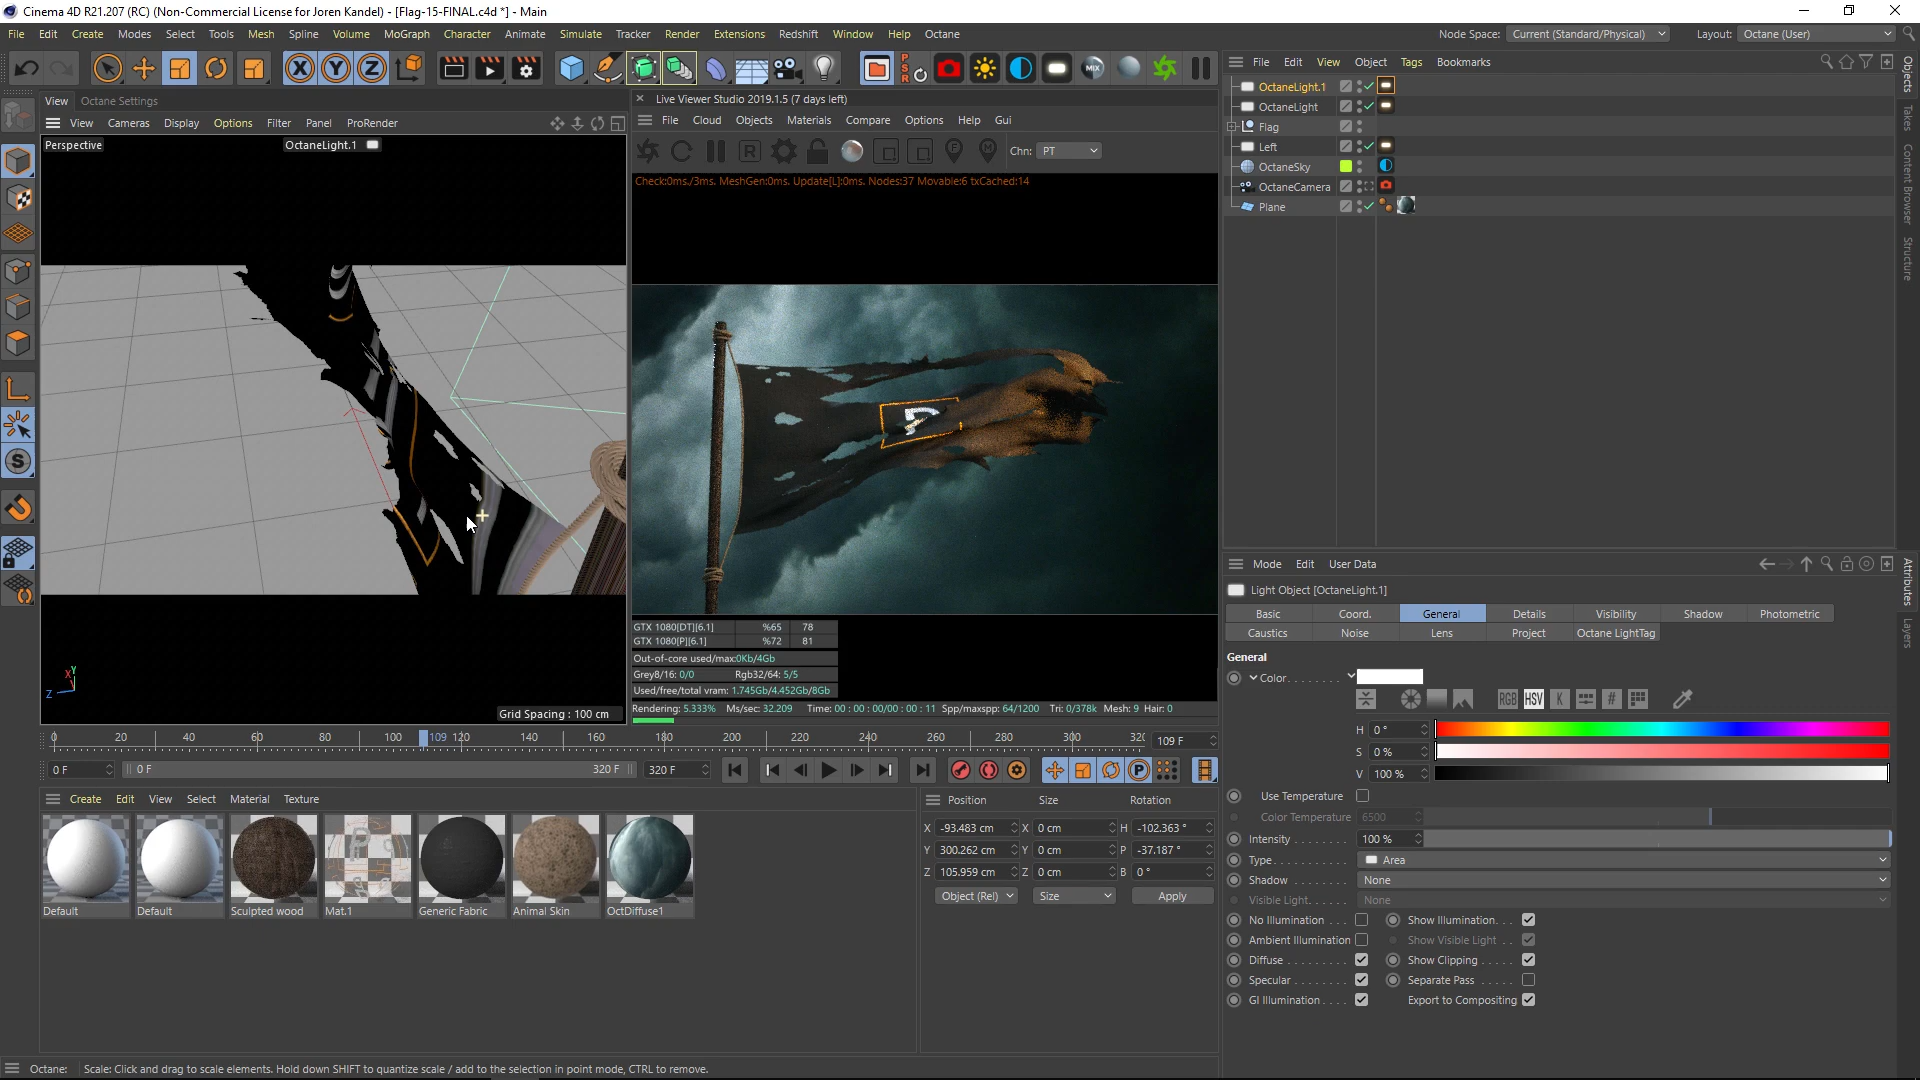 Cinema 4D R21.207 (RC) (Non-Commercial License for Joren Kandel) - [Flag-15-FINAL.c4d *] - Main
File Edit Create Modes Select Tools Mesh Spline Volume MoGraph Character Animate Simulate Tracker Render Extensions Redshift Window Help Octane
Node Space: Current (Standard/Physical) Layout: Octane (User)
PSR MIX
View Octane Settings
View Cameras Display Options Filter Panel ProRender
Perspective OctaneLight.1
Grid Spacing : 100 cm
X Y Z
Live Viewer Studio 2019.1.5 (7 days left)
File Cloud Objects Materials Compare Options Help Gui
Chn: PT
Check:0ms./3ms. MeshGen:0ms. Update[L]:0ms. Nodes:37 Movable:6 txCached:14
GTX 1080[DT][6.1] %65 78
GTX 1080(P)[6.1] %72 81
Out-of-core used/max:0Kb/4Gb
Grey8/16: 0/0 Rgb32/64: 5/5
Used/free/total vram: 1.745Gb/4.452Gb/8Gb
Rendering: 5.333% Ms/sec: 32.209 Time: 00 : 00 : 00/00 : 00 : 11 Spp/maxspp: 64/1200 Tri: 0/378k Mesh: 9 Hair: 0
File Edit View Object Tags Bookmarks
OctaneLight.1
OctaneLight
Flag
Left
OctaneSky
OctaneCamera
Plane
Objects
Takes
Content Browser
Structure
Mode Edit User Data
Light Object [OctaneLight.1]
Basic Coord. General Details Visibility Shadow Photometric
Caustics Noise Lens Project Octane LightTag
General
Color
RGB HSV K #
H 0 °
S 0 %
V 100 %
Use Temperature
Color Temperature 6500
Intensity 100 %
Type Area
Shadow None
Visible Light None
No Illumination Show Illumination
Ambient Illumination Show Visible Light
Diffuse Show Clipping
Specular Separate Pass
GI Illumination Export to Compositing
Attributes
Layers
0 20 40 60 80 100 109 120 140 160 180 200 220 240 260 280 300 320 109 F
0 F 0 F 320 F 320 F
Create Edit View Select Material Texture
Default Default Sculpted wood Mat.1 Generic Fabric Animal Skin OctDiffuse1
Position Size Rotation
X -93.483 cm X 0 cm H -102.363 °
Y 300.262 cm Y 0 cm P -37.187 °
Z 105.959 cm Z 0 cm B 0 °
Object (Rel) Size Apply
Octane: Scale: Click and drag to scale elements. Hold down SHIFT to quantize scale / add to the selection in point mode, CTRL to remove.